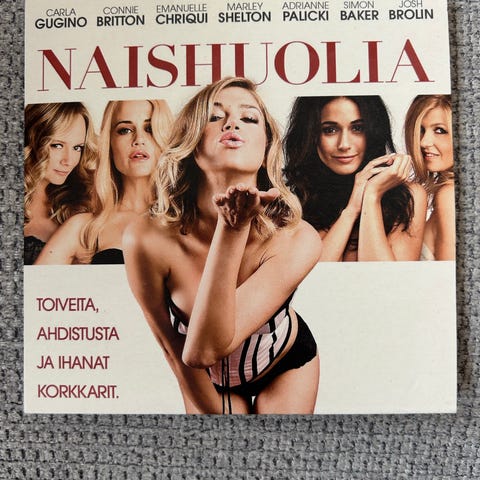 CARLA CONNIE EMANUELLE MARLEY ADRIANNE SIMON JOSH
GUGINO BRITTON CHRIQUI SHELTON PALICKI BAKER BROLIN
NAISHUOLIA
TOIVEITA,
AHDISTUSTA
JA IHANAT
KORKKARIT.